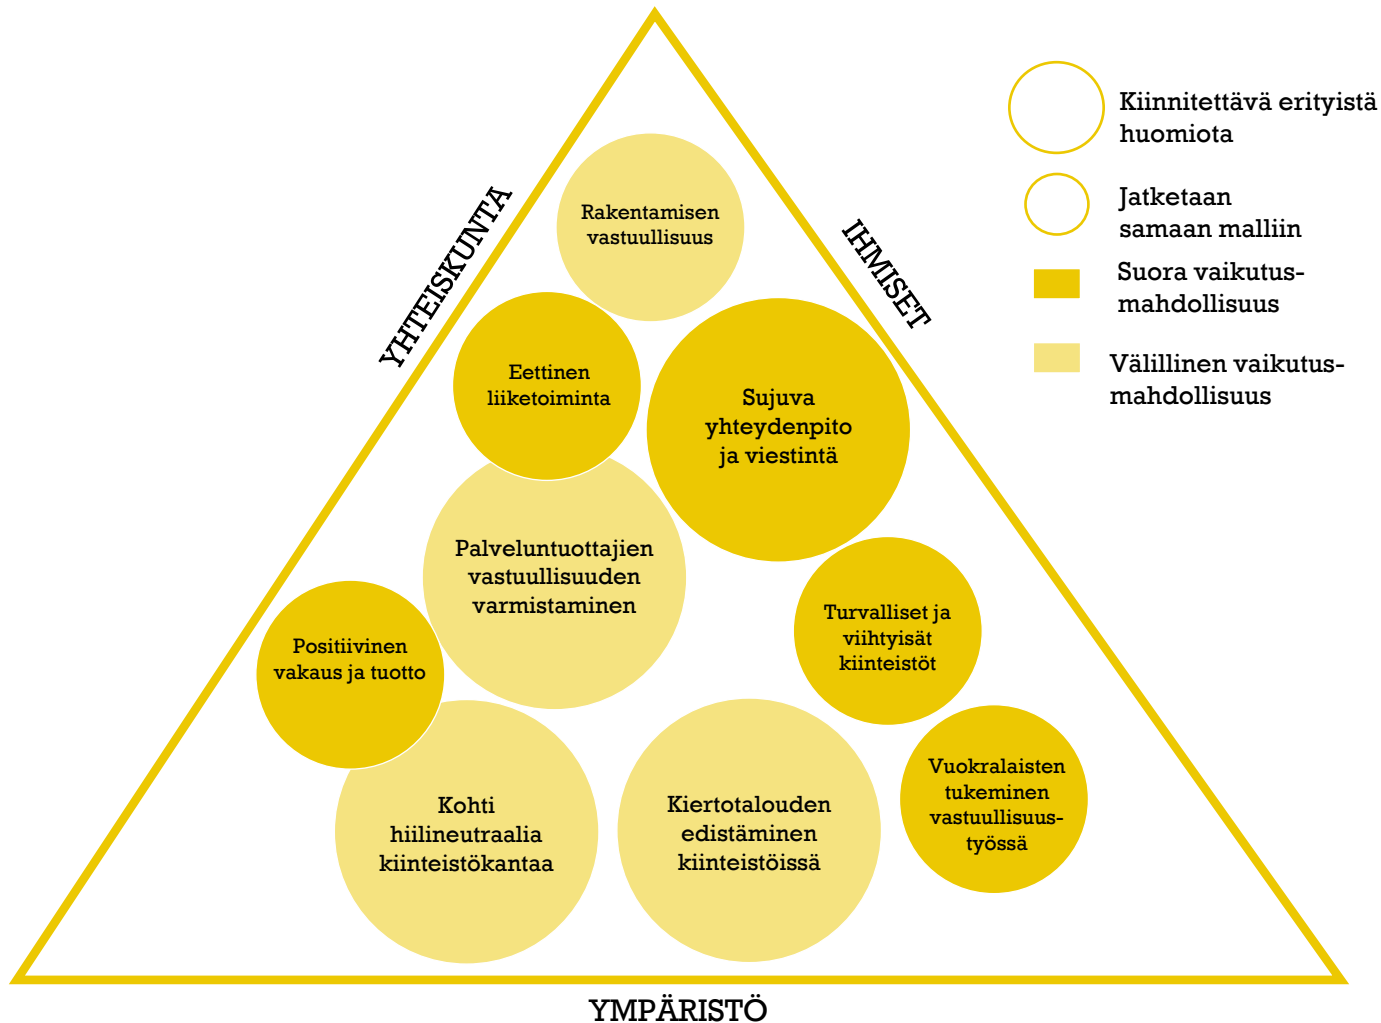 Kiinnitettävä erityistä
huomiota
Jatketaan
samaan malliin
Suora vaikutus-
mahdollisuus
Välillinen vaikutus-
mahdollisuus
YHTEISKUNTA
IHMISET
Rakentamisen
vastuullisuus
Eettinen
liiketoiminta
Sujuva
yhteydenpito
ja viestintä
Palveluntuottajien
vastuullisuuden
varmistaminen
Turvalliset ja
viihtyisät
kiinteistöt
Positiivinen
vakaus ja tuotto
Vuokralaisten
tukeminen
vastuullisuus-
työssä
Kohti
hiilineutraalia
kiinteistökantaa
Kiertotalouden
edistäminen
kiinteistöissä
YMPÄRISTÖ